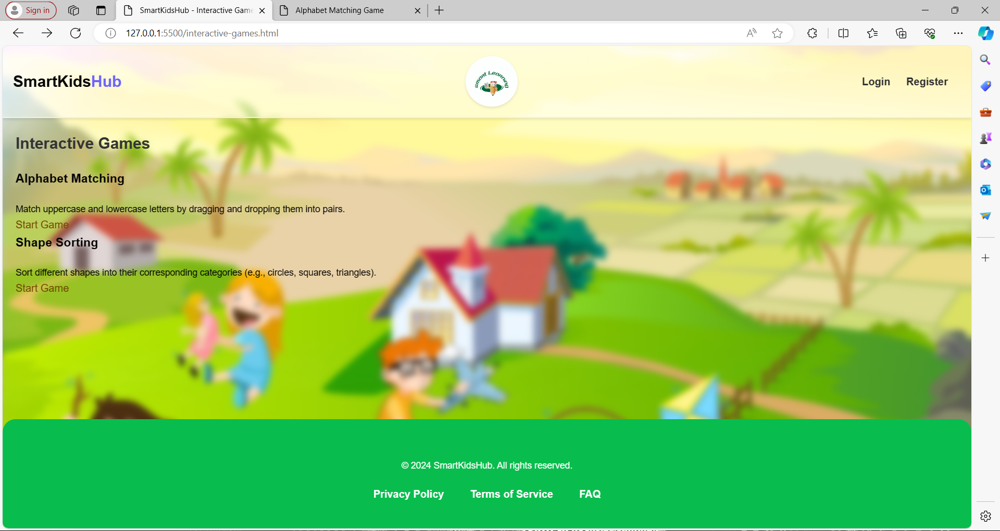 Sign in
SmartKidsHub - Interactive Game
Alphabet Matching Game
127.0.0.1:5500/interactive-games.html
SmartKidsHub
Smart Learning
Login
Register
Interactive Games
Alphabet Matching
Match uppercase and lowercase letters by dragging and dropping them into pairs.
Start Game
Shape Sorting
Sort different shapes into their corresponding categories (e.g., circles, squares, triangles).
Start Game
© 2024 SmartKidsHub. All rights reserved.
Privacy Policy
Terms of Service
FAQ